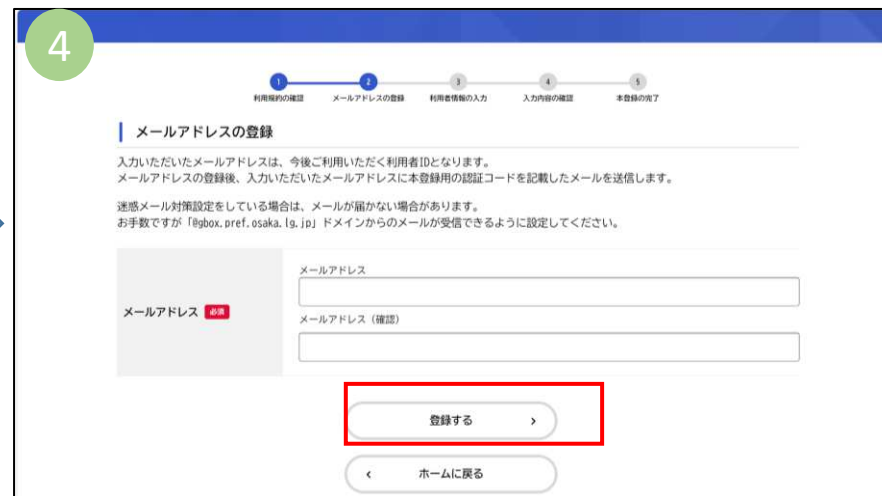 4
1 2 3 4 5
利用規約の確認 メールアドレスの登録 利用者情報の入力 入力内容の確認 本登録の完了
メールアドレスの登録
入力いただいたメールアドレスは、今後ご利用いただく利用者IDとなります。
メールアドレスの登録後、入力いただいたメールアドレスに本登録用の認証コードを記載したメールを送信します。
迷惑メール対策設定をしている場合は、メールが届かない場合があります。
お手数ですが「@gbox.pref.osaka.lg.jp」ドメインからのメールが受信できるように設定してください。
メールアドレス
メールアドレス 必須
メールアドレス（確認）
登録する ›
‹ ホームに戻る